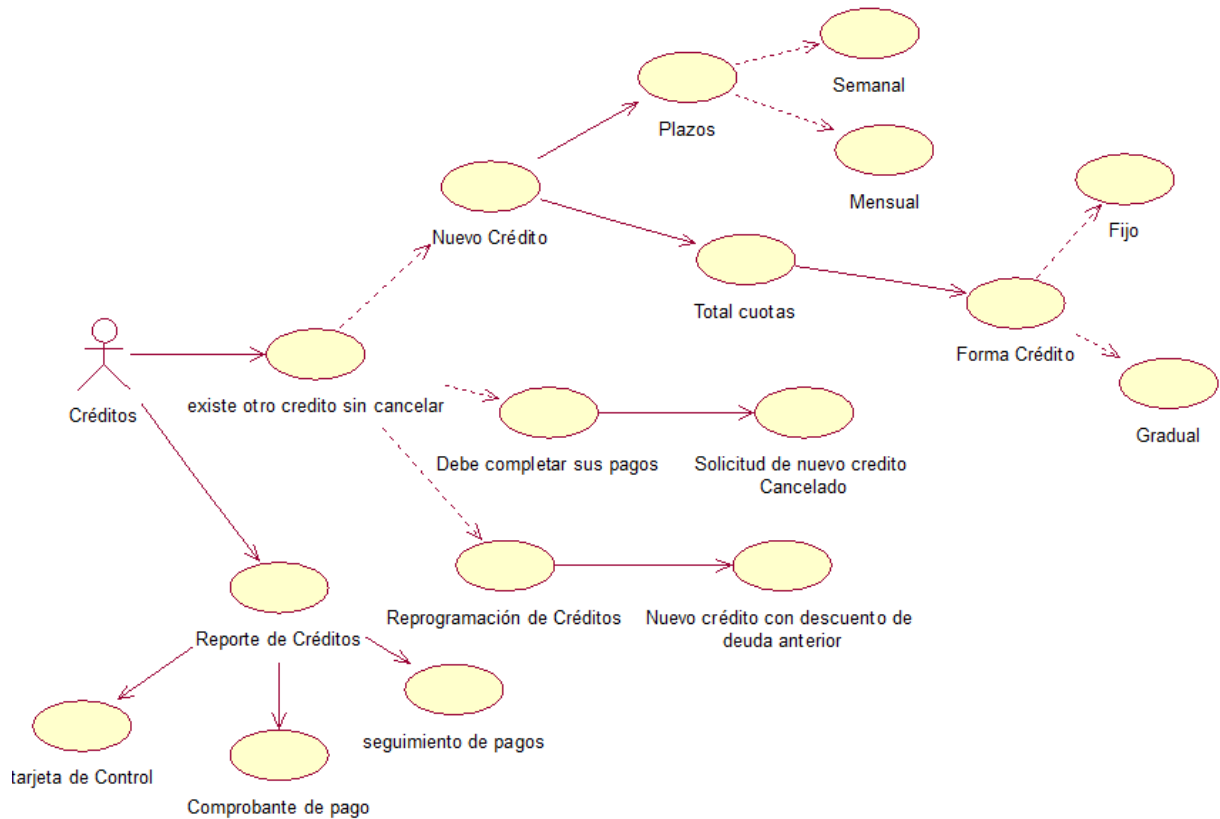 Semanal
Plazos
Mensual
Nuevo Crédito
Fijo
Total cuotas
Forma Crédito
Créditos
existe otro credito sin cancelar
Gradual
Debe completar sus pagos
Solicitud de nuevo credito
Cancelado
Reprogramación de Créditos
Nuevo crédito con descuento de
deuda anterior
Reporte de Créditos
seguimiento de pagos
tarjeta de Control
Comprobante de pago